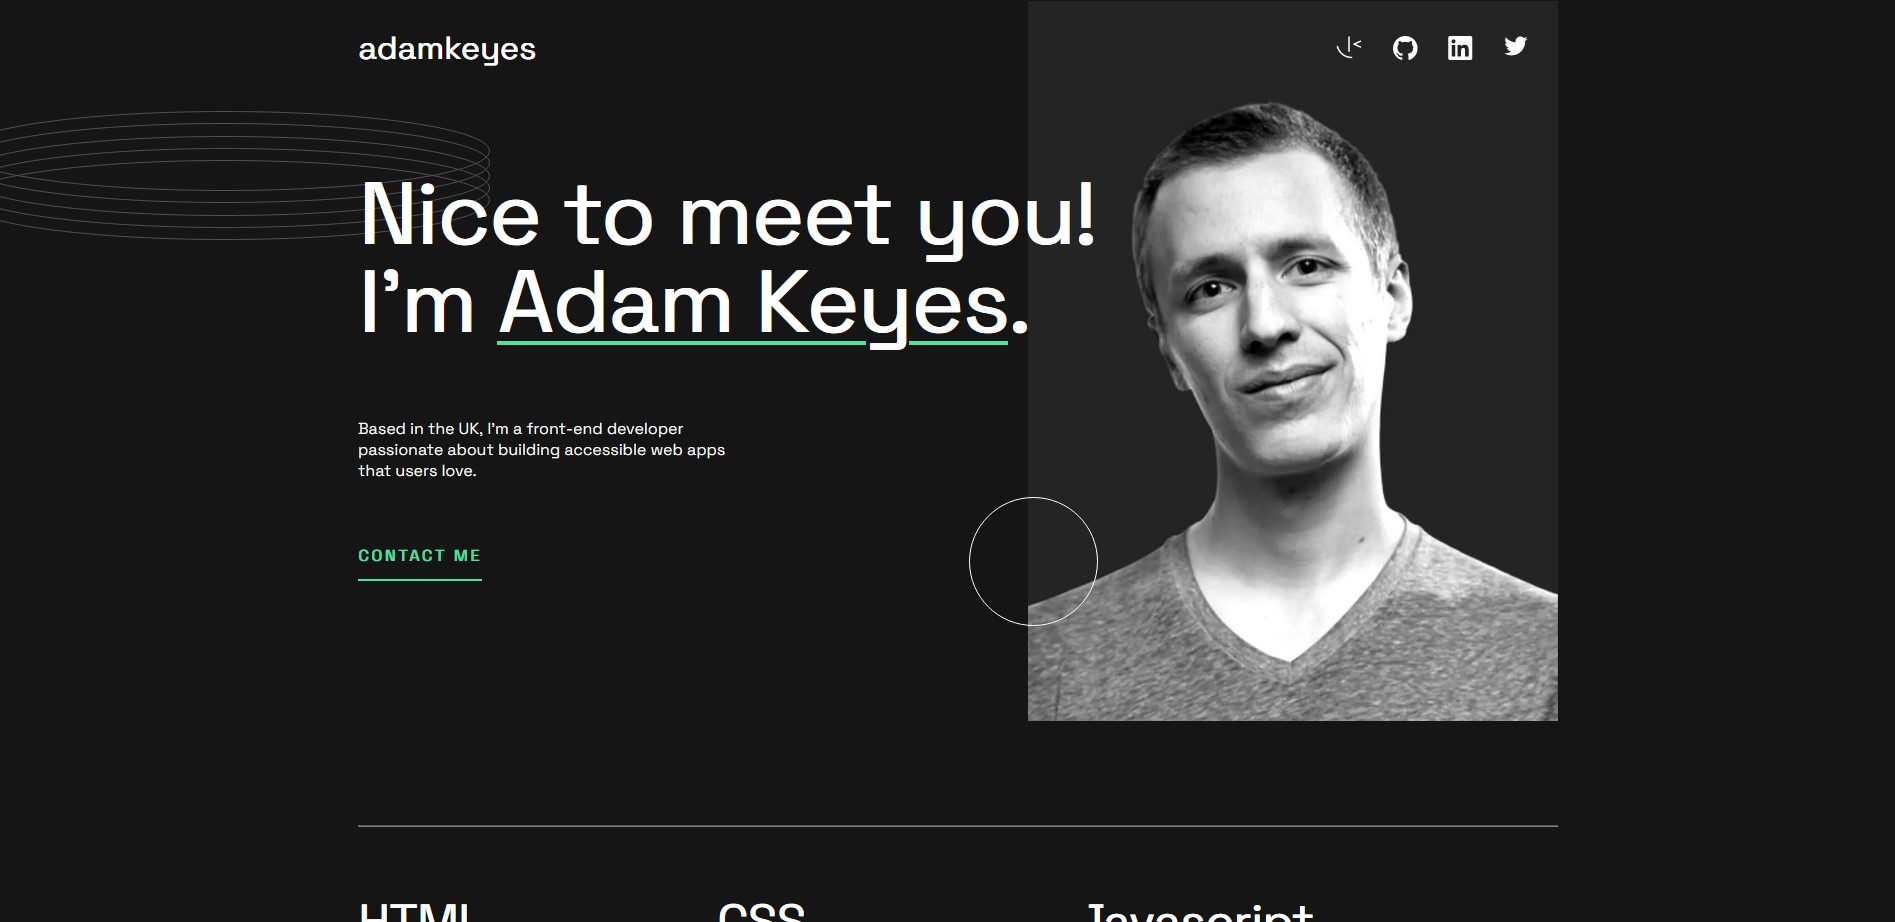 adamkeyes
in
Nice to meet you!
I’m Adam Keyes.
Based in the UK, I’m a front-end developer
passionate about building accessible web apps
that users love.
CONTACT ME
HTML
CSS
Javascript